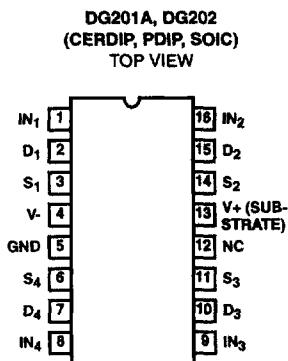 DG201A, DG202
(CERDIP, PDIP, SOIC)
TOP VIEW
IN1 1 16 IN2
D1 2 15 D2
S1 3 14 S2
V- 4 13 V+ (SUB-
STRATE)
GND 5 12 NC
S4 6 11 S3
D4 7 10 D3
IN4 8 9 IN3